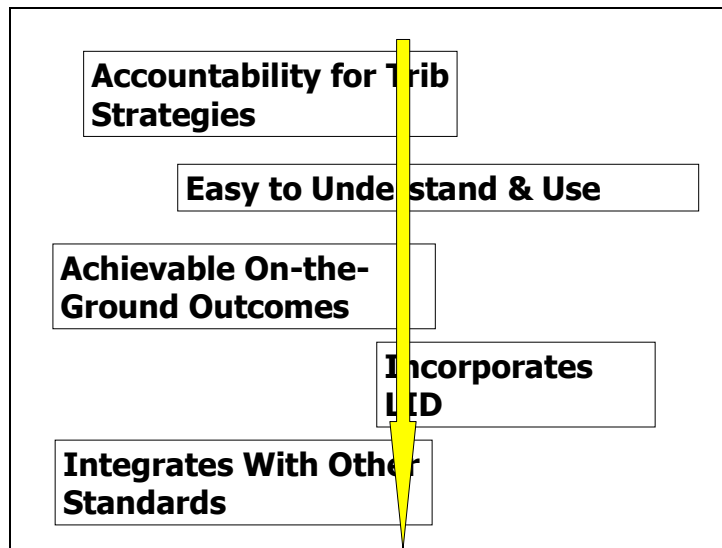 Accountability for Trib
Strategies
Easy to Understand & Use
Achievable On-the-
Ground Outcomes
Incorporates
LID
Integrates With Other
Standards